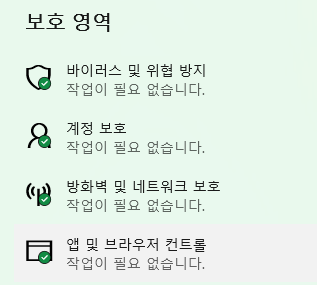 보호 영역
바이러스 및 위협 방지
작업이 필요 없습니다.
계정 보호
작업이 필요 없습니다.
방화벽 및 네트워크 보호
작업이 필요 없습니다.
앱 및 브라우저 컨트롤
작업이 필요 없습니다.